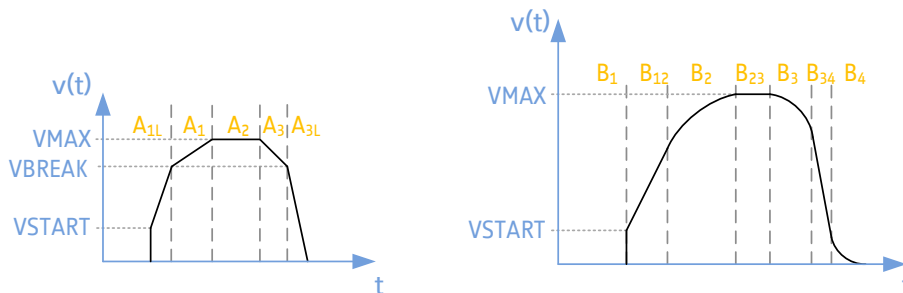 v(t)
A1L A1 A2 A3 A3L
VMAX
VBREAK
VSTART
t
v(t)
B1 B12 B2 B23 B3 B34 B4
VMAX
VSTART